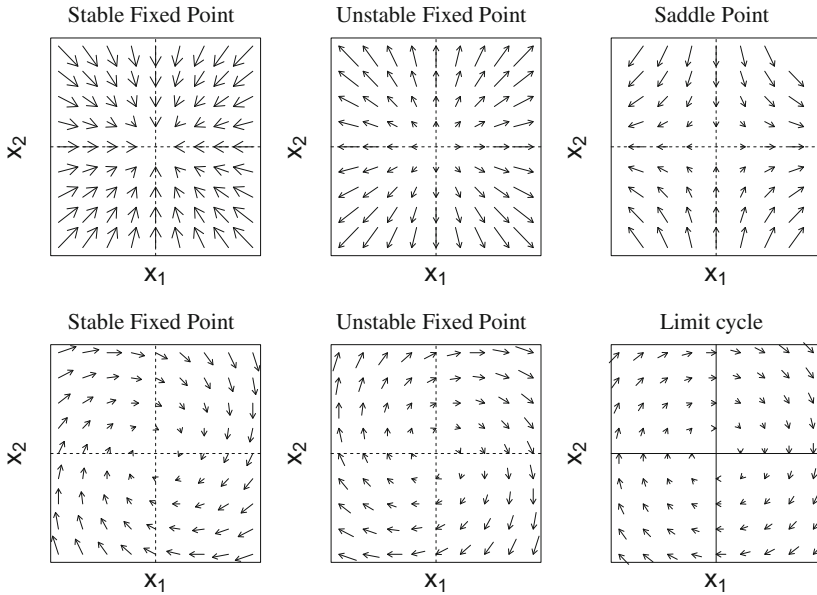 Stable Fixed Point Unstable Fixed Point Saddle Point
x2 x2 x2
x1 x1 x1
Stable Fixed Point Unstable Fixed Point Limit cycle
x2 x2 x2
x1 x1 x1